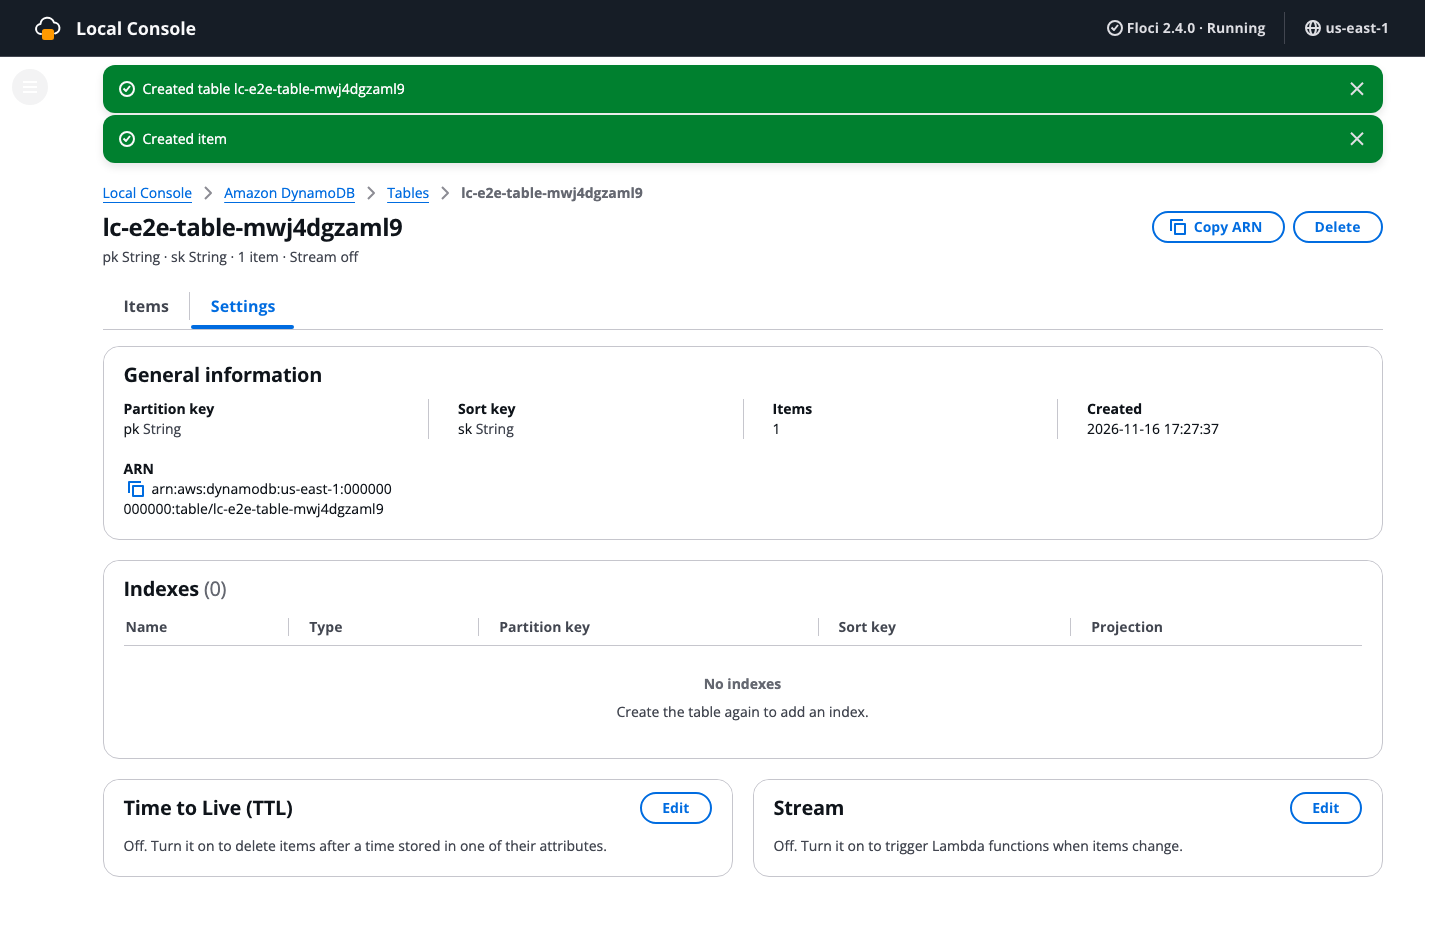 Local Console
Floci 2.4.0 · Running
us-east-1
Created table lc-e2e-table-mwj4dgzaml9
Created item
Local Console > Amazon DynamoDB > Tables > lc-e2e-table-mwj4dgzaml9
lc-e2e-table-mwj4dgzaml9
Copy ARN
Delete
pk String · sk String · 1 item · Stream off
Items
Settings
General information
Partition key
pk String
Sort key
sk String
Items
1
Created
2026-11-16 17:27:37
ARN
arn:aws:dynamodb:us-east-1:000000
000000:table/lc-e2e-table-mwj4dgzaml9
Indexes (0)
Name
Type
Partition key
Sort key
Projection
No indexes
Create the table again to add an index.
Time to Live (TTL)
Edit
Off. Turn it on to delete items after a time stored in one of their attributes.
Stream
Edit
Off. Turn it on to trigger Lambda functions when items change.